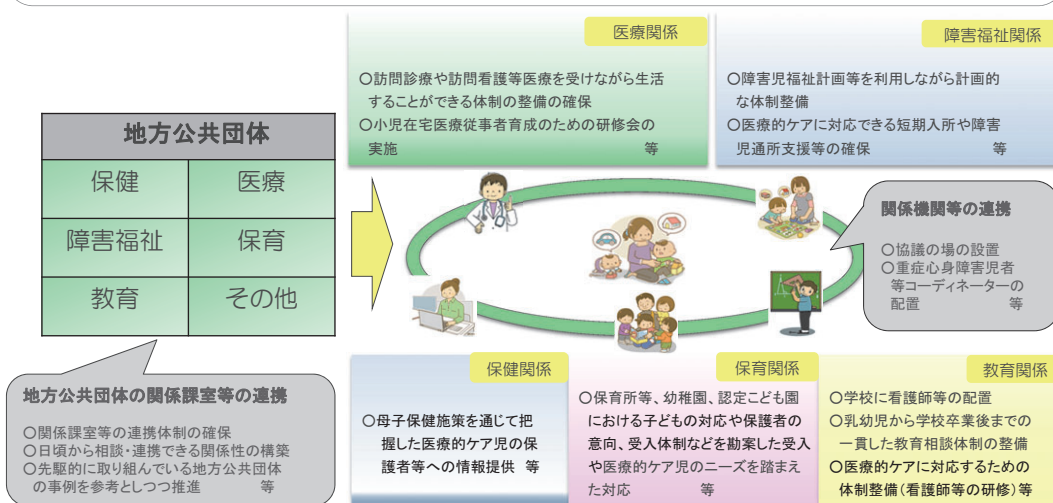 医療関係
○訪問診療や訪問看護等医療を受けながら生活
することができる体制の整備の確保
○小児在宅医療従事者育成のための研修会の
実施 等
障害福祉関係
○障害児福祉計画等を利用しながら計画的
な体制整備
○医療的ケアに対応できる短期入所や障害
児通所支援等の確保 等
地方公共団体
保健 医療
障害福祉 保育
教育 その他
関係機関等の連携
○協議の場の設置
○重症心身障害児者
等コーディネーターの
配置 等
地方公共団体の関係課室等の連携
○関係課室等の連携体制の確保
○日頃から相談・連携できる関係性の構築
○先駆的に取り組んでいる地方公共団体
の事例を参考としつつ推進 等
保健関係
○母子保健施策を通じて把
握した医療的ケア児の保
護者等への情報提供 等
保育関係
○保育所等、幼稚園、認定こども園
における子どもの対応や保護者の
意向、受入体制などを勘案した受入
や医療的ケア児のニーズを踏まえ
た対応 等
教育関係
○学校に看護師等の配置
○乳幼児から学校卒業後までの
一貫した教育相談体制の整備
○医療的ケアに対応するための
体制整備(看護師等の研修)等